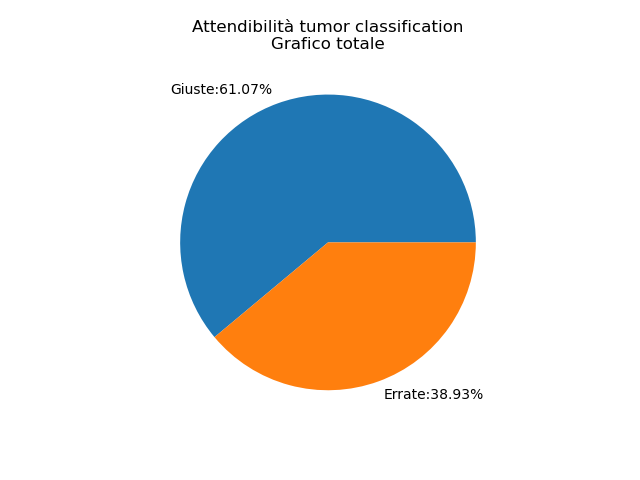 Attendibilità tumor classification
Grafico totale
Giuste:61.07%
Errate:38.93%